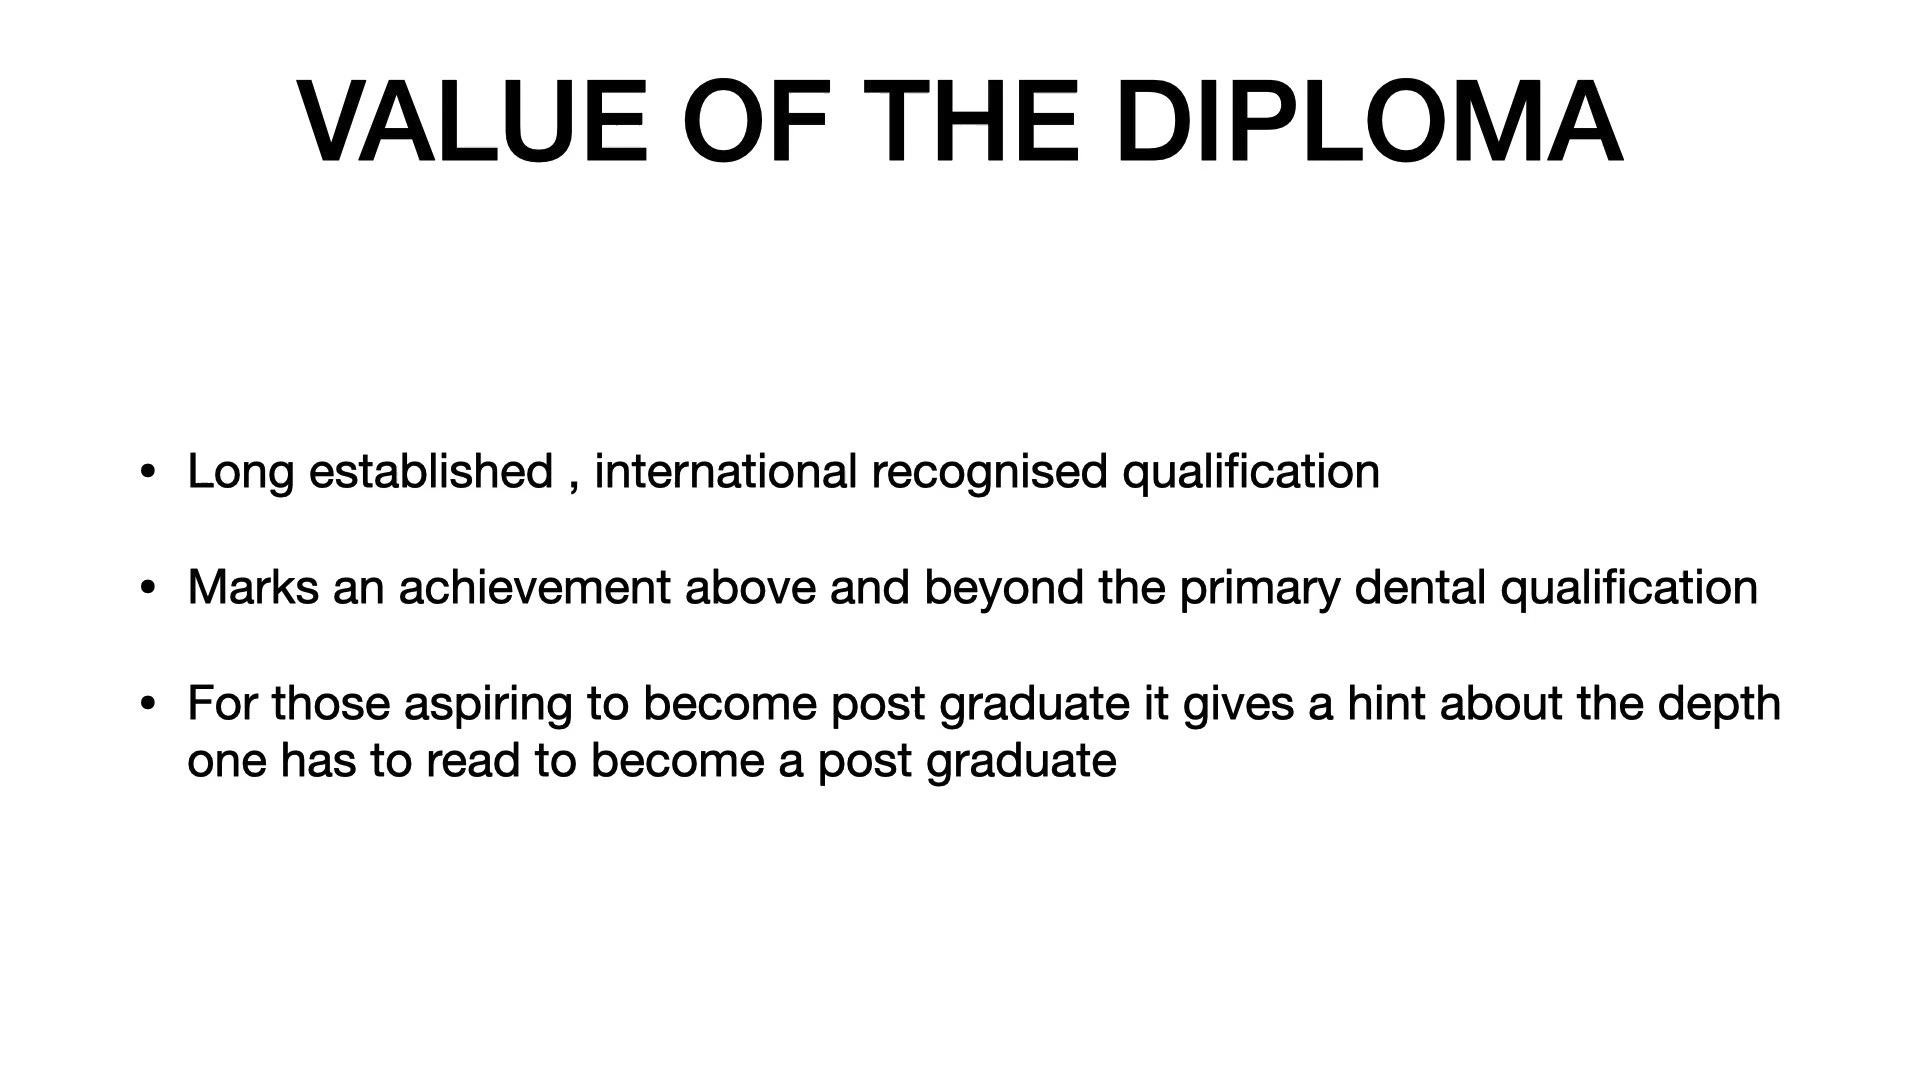 VALUE OF THE DIPLOMA
• Long established , international recognised qualification
• Marks an achievement above and beyond the primary dental qualification
• For those aspiring to become post graduate it gives a hint about the depth
one has to read to become a post graduate